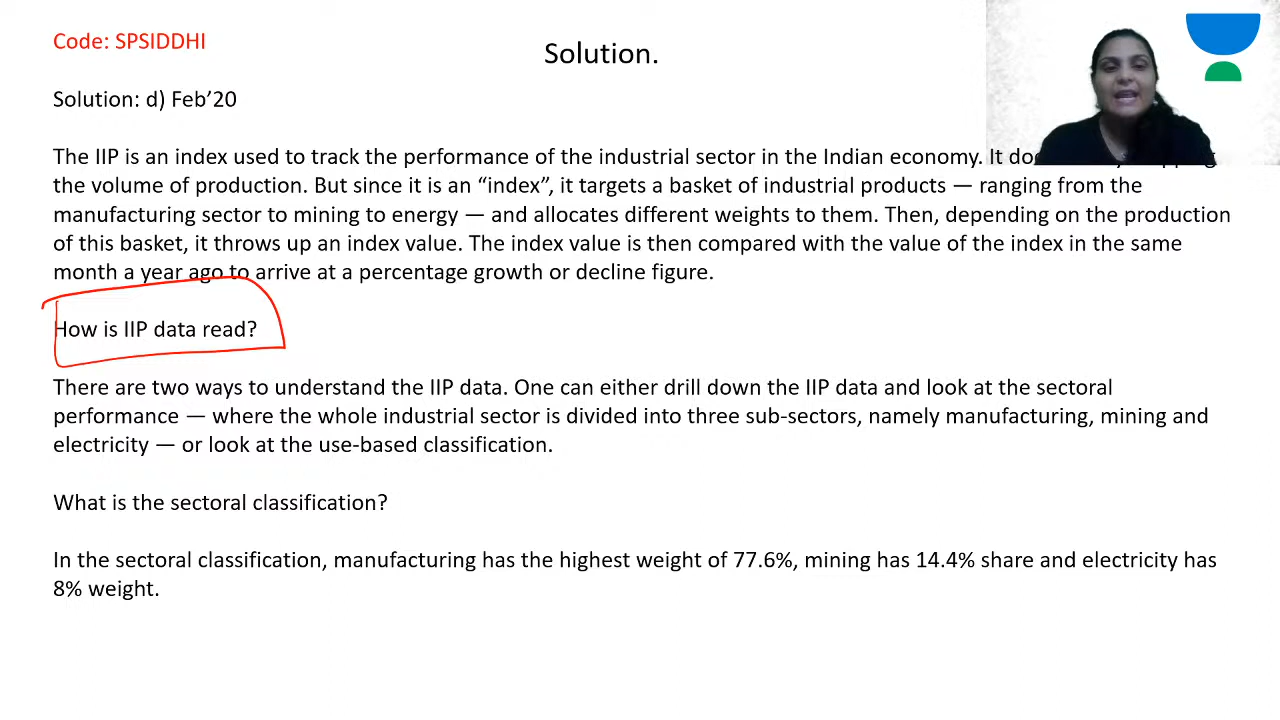 Code: SPSIDDHI
Solution.
Solution: d) Feb’20
The IIP is an index used to track the performance of the industrial sector in the Indian economy. It
the volume of production. But since it is an “index”, it targets a basket of industrial products — ranging from the
manufacturing sector to mining to energy — and allocates different weights to them. Then, depending on the production
of this basket, it throws up an index value. The index value is then compared with the value of the index in the same
month a year ago to arrive at a percentage growth or decline figure.
How is IIP data read?
There are two ways to understand the IIP data. One can either drill down the IIP data and look at the sectoral
performance — where the whole industrial sector is divided into three sub-sectors, namely manufacturing, mining and
electricity — or look at the use-based classification.
What is the sectoral classification?
In the sectoral classification, manufacturing has the highest weight of 77.6%, mining has 14.4% share and electricity has
8% weight.